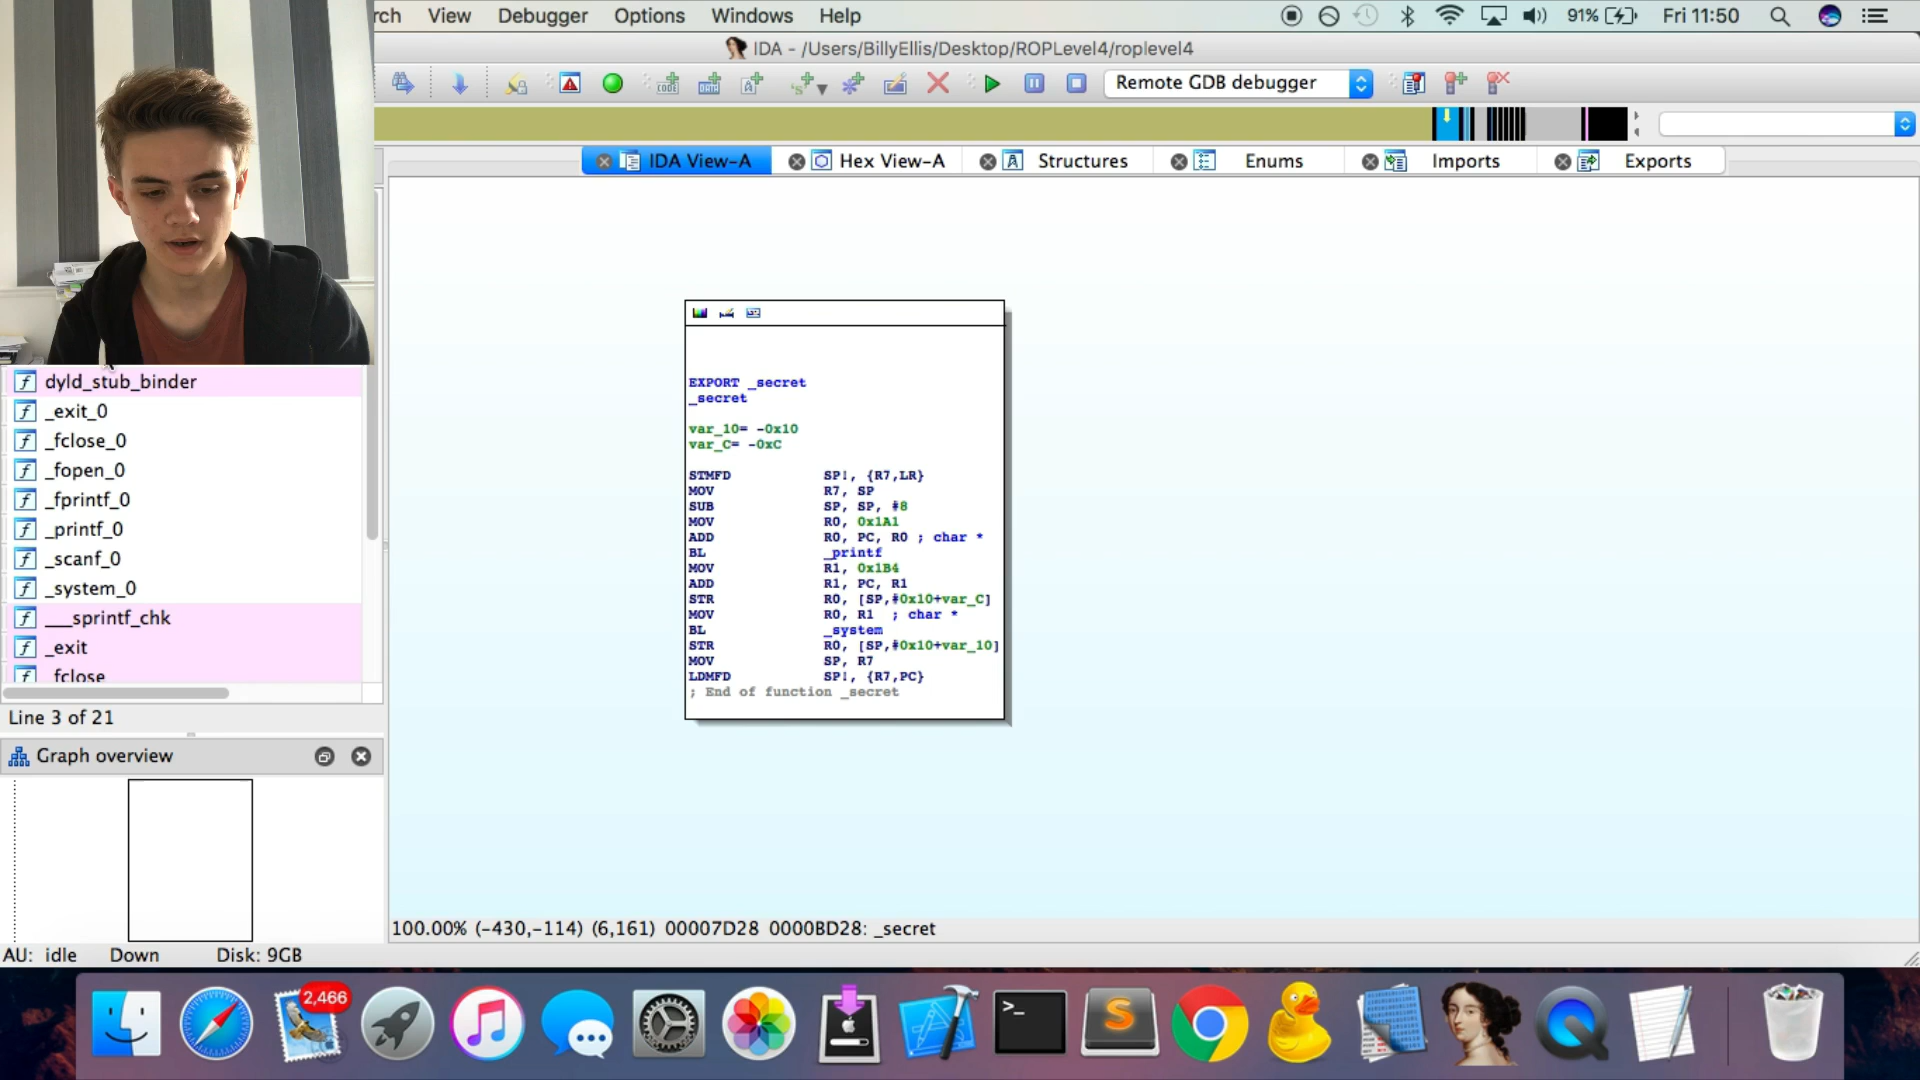 rch View Debugger Options Windows Help 91% Fri 11:50
IDA - /Users/BillyEllis/Desktop/ROPLevel4/roplevel4
Remote GDB debugger
IDA View-A Hex View-A Structures Enums Imports Exports
EXPORT _secret
_secret
var_10= -0x10
var_C= -0xC
STMFD SP!, {R7,LR}
MOV R7, SP
SUB SP, SP, #8
MOV R0, 0x1A1
ADD R0, PC, R0 ; char *
BL _printf
MOV R1, 0x1B4
ADD R1, PC, R1
STR R0, [SP,#0x10+var_C]
MOV R0, R1 ; char *
BL _system
STR R0, [SP,#0x10+var_10]
MOV SP, R7
LDMFD SP!, {R7,PC}
; End of function _secret
dyld_stub_binder
_exit_0
_fclose_0
_fopen_0
_fprintf_0
_printf_0
_scanf_0
_system_0
___sprintf_chk
_exit
_fclose
Line 3 of 21
Graph overview
100.00% (-430,-114) (6,161) 00007D28 0000BD28: _secret
AU: idle Down Disk: 9GB
2,466